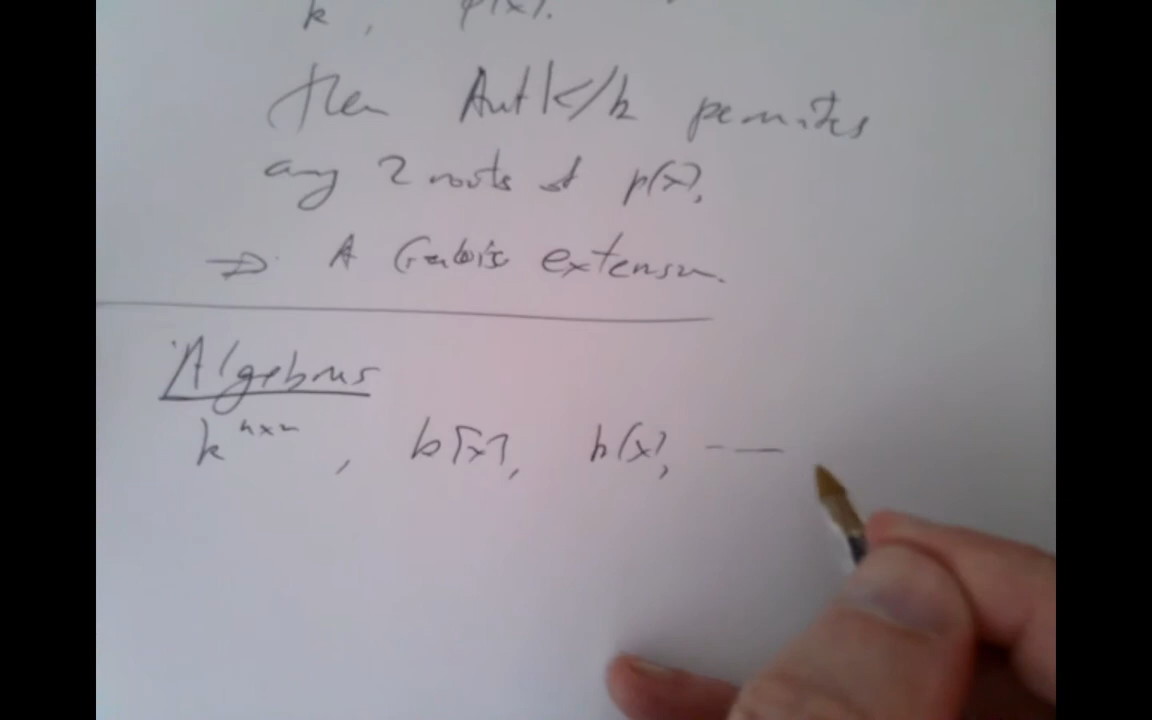 k, p(x).
then Aut K/k permutes
any 2 roots of p(x).
⇒ A Galois extension.
Algebras
k^{n×n}, k[x], k(x), – —